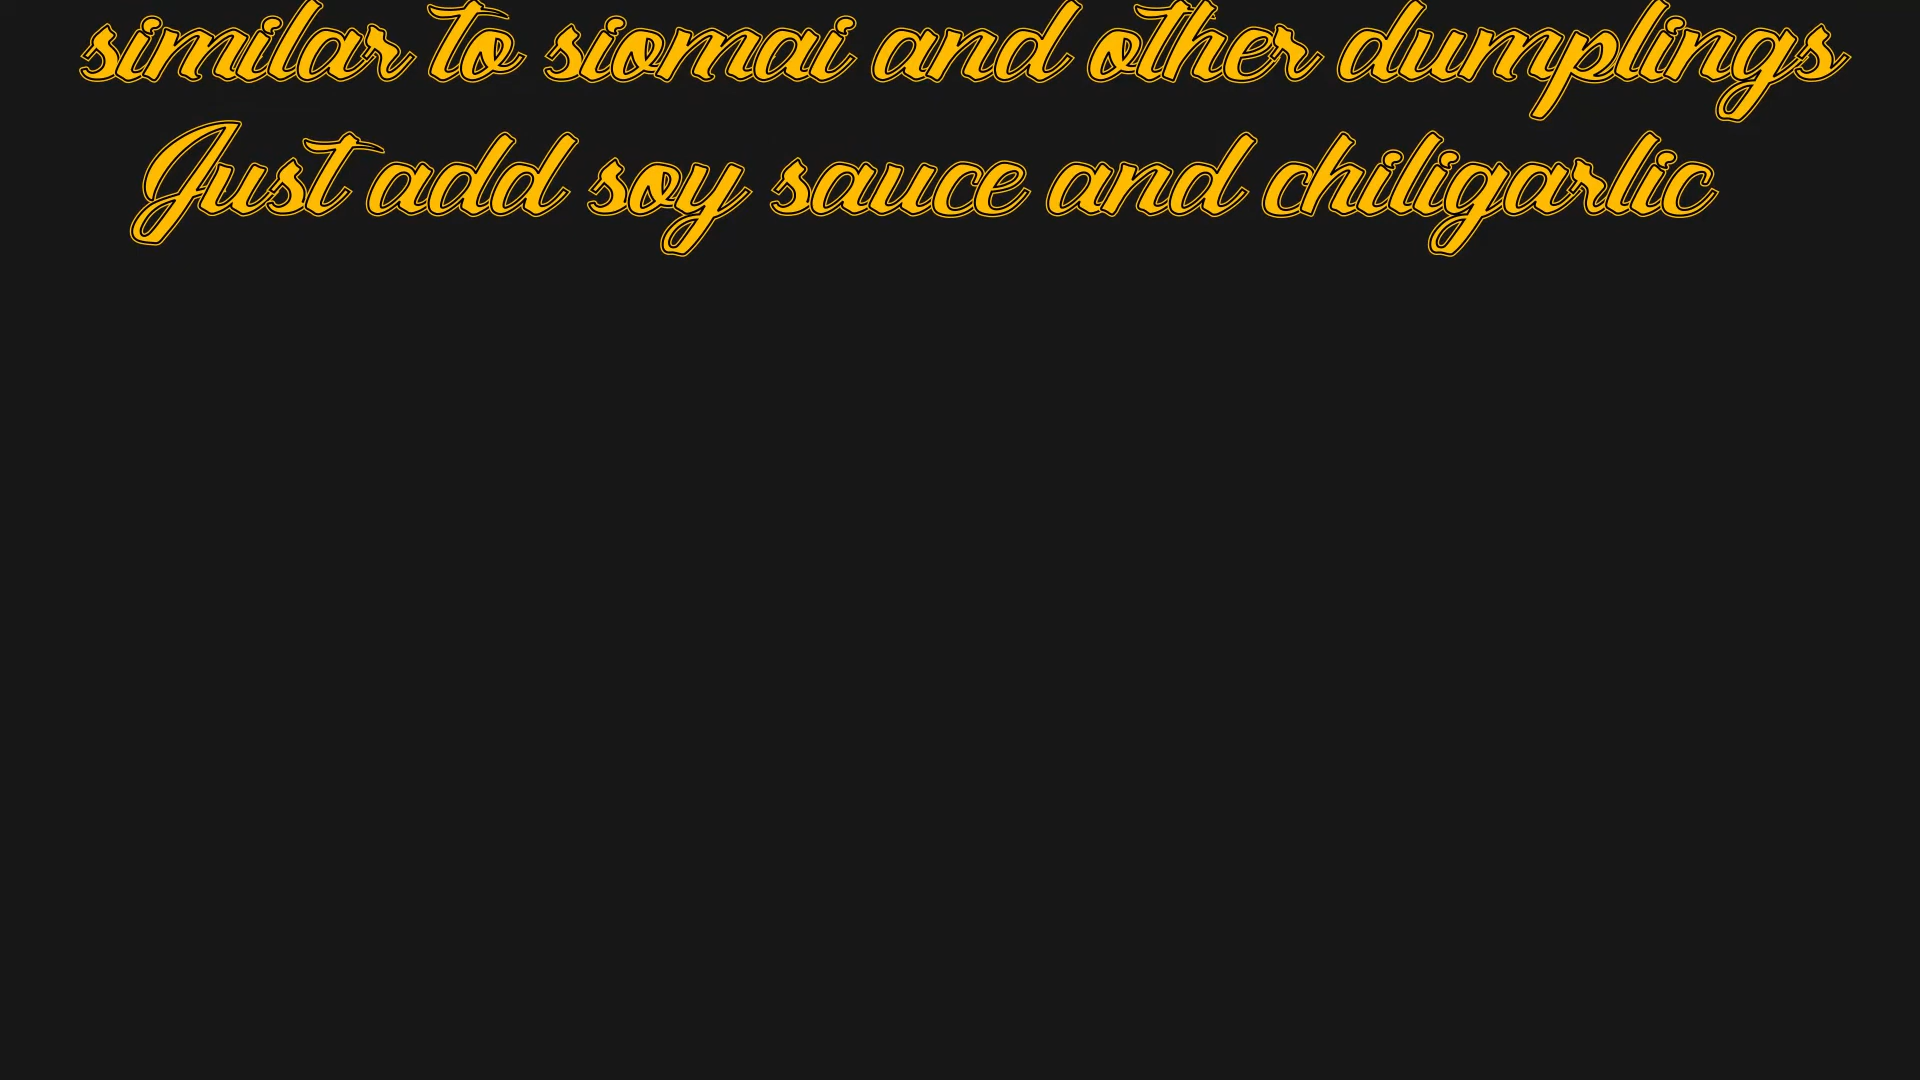 similar to siomai and other dumplings
Just add soy sauce and chiligarlic